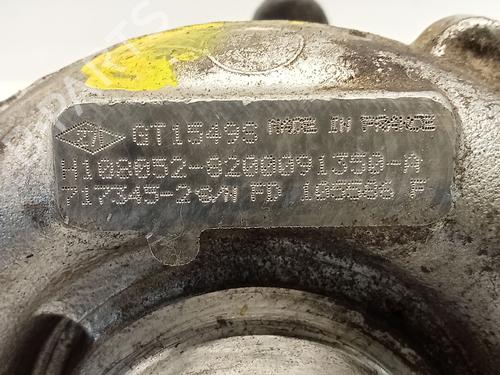 GT1549S MADE IN FRANCE
H108052-8200091350-A
717345-2 S/N FD 105586 F